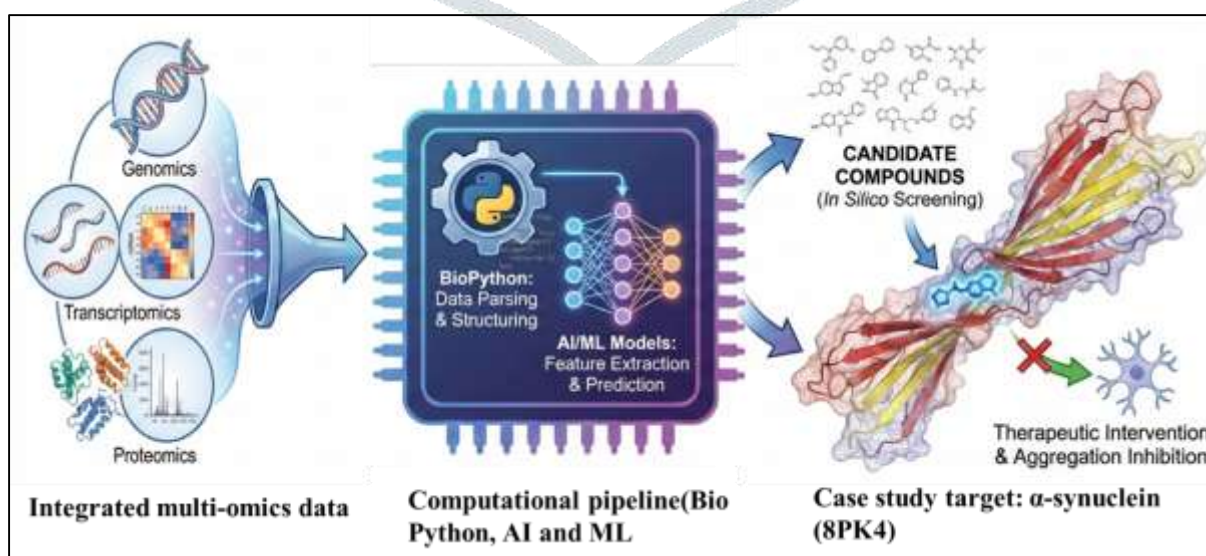 Genomics
Transcriptomics
Proteomics
Integrated multi-omics data
BioPython:
Data Parsing
& Structuring
AI/ML Models:
Feature Extraction
& Prediction
Computational pipeline(Bio
Python, AI and ML
CANDIDATE
COMPOUNDS
(In Silico Screening)
Therapeutic Intervention
& Aggregation Inhibition
Case study target: α-synuclein
(8PK4)